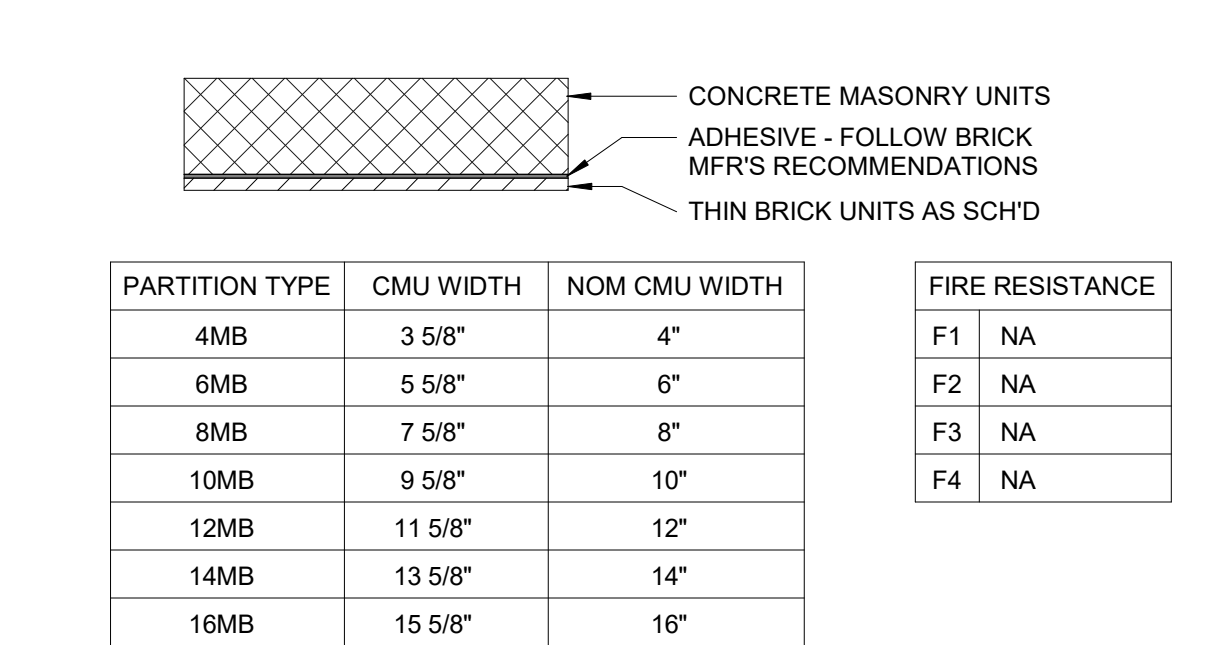 CONCRETE MASONRY UNITS
ADHESIVE - FOLLOW BRICK
MFR'S RECOMMENDATIONS
THIN BRICK UNITS AS SCH'D
PARTITION TYPE CMU WIDTH NOM CMU WIDTH
4MB 3 5/8" 4"
6MB 5 5/8" 6"
8MB 7 5/8" 8"
10MB 9 5/8" 10"
12MB 11 5/8" 12"
14MB 13 5/8" 14"
16MB 15 5/8" 16"
FIRE RESISTANCE
F1 NA
F2 NA
F3 NA
F4 NA